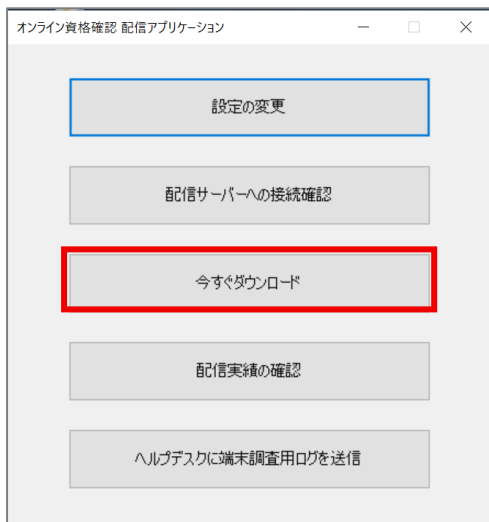 オンライン資格確認 配信アプリケーション
設定の変更
配信サーバーへの接続確認
今すぐダウンロード
配信実績の確認
ヘルプデスクに端末調査用ログを送信